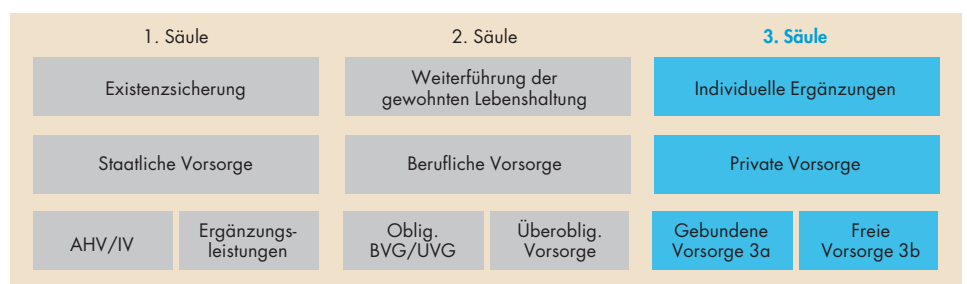 1. Säule
2. Säule
3. Säule
Existenzsicherung
Weiterführung der
gewohnten Lebenshaltung
Individuelle Ergänzungen
Staatliche Vorsorge
Berufliche Vorsorge
Private Vorsorge
AHV/IV
Ergänzungs-
leistungen
Oblig.
BVG/UVG
Überoblig.
Vorsorge
Gebundene
Vorsorge 3a
Freie
Vorsorge 3b